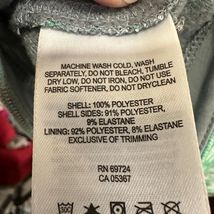 MACHINE WASH COLD, WASH
SEPARATELY, DO NOT BLEACH, TUMBLE
DRY LOW, DO NOT IRON, DO NOT USE
FABRIC SOFTENER, DO NOT DRYCLEAN
SHELL: 100% POLYESTER
SHELL SIDES: 91% POLYESTER,
9% ELASTANE
LINING: 92% POLYESTER, 8% ELASTANE
EXCLUSIVE OF TRIMMING
RN 69724
CA 05367